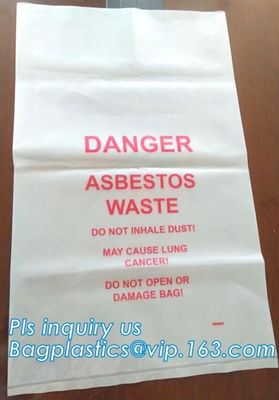 DANGER
ASBESTOS
WASTE
DO NOT INHALE DUST!
MAY CAUSE LUNG
CANCER!
DO NOT OPEN OR
DAMAGE BAG!
Pls inquiry us
Bagplastics@vip.163.com